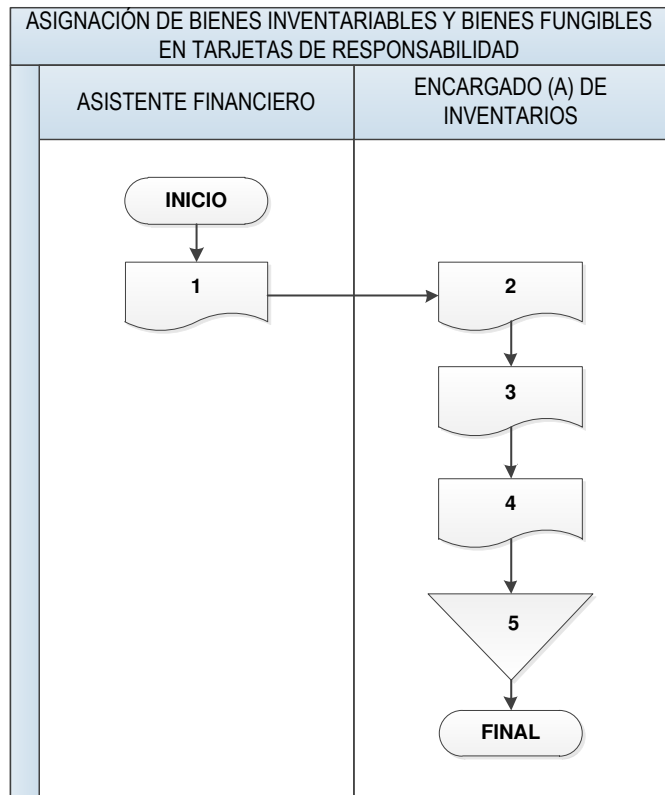 ASIGNACIÓN DE BIENES INVENTARIABLES Y BIENES FUNGIBLES
EN TARJETAS DE RESPONSABILIDAD
ASISTENTE FINANCIERO
ENCARGADO (A) DE
INVENTARIOS
INICIO
1
2
3
4
5
FINAL